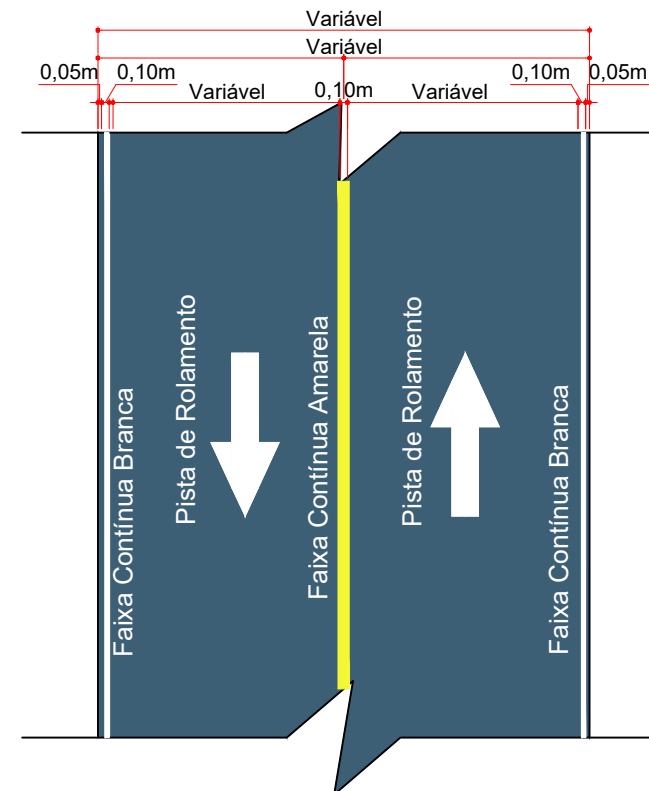 Variável
Variável
0,05m
0,10m
Variável
0,10m
Variável
0,10m
0,05m
Faixa Contínua Branca
Pista de Rolamento
Faixa Contínua Amarela
Pista de Rolamento
Faixa Contínua Branca